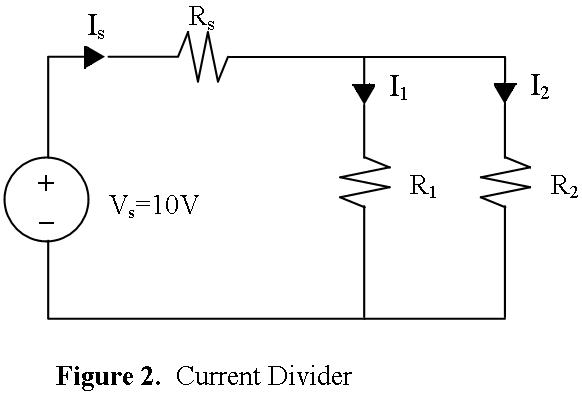 Is
Rs
I1
I2
+
−
Vs=10V
R1
R2
Figure 2. Current Divider